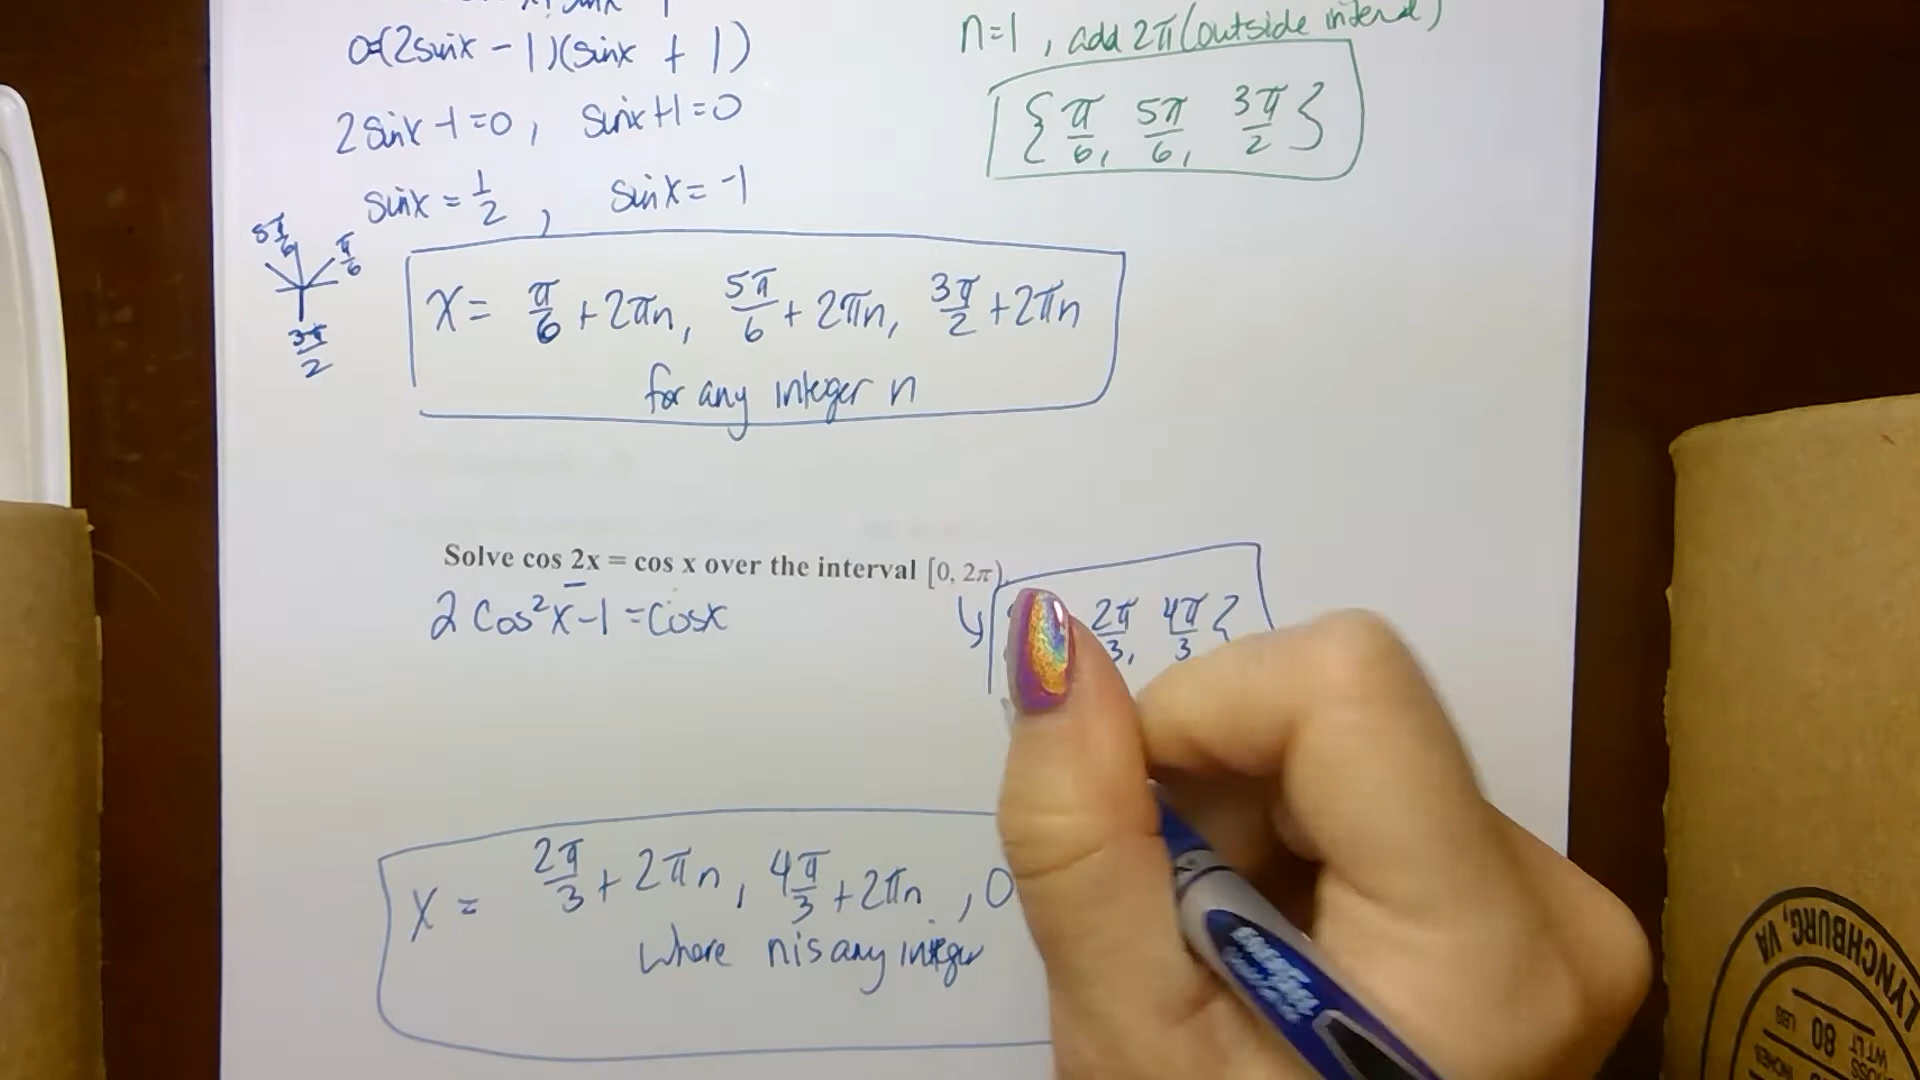 0=(2sinx - 1)(sinx + 1)
2sinx-1=0, sinx+1=0
sinx = 1/2, sinx = -1
5π/6 π/6
3π/2
x = π/6 + 2πn, 5π/6 + 2πn, 3π/2 + 2πn
for any integer n
n=1, add 2π (outside interval)
{π/6, 5π/6, 3π/2}
Solve cos 2x = cos x over the interval [0, 2π).
2cos²x-1=cosx
2π/3, 4π/3}
x = 2π/3 + 2πn, 4π/3 + 2πn, 0
where n is any integer
LYNCHBURG, VA
80 LBS
WT LT